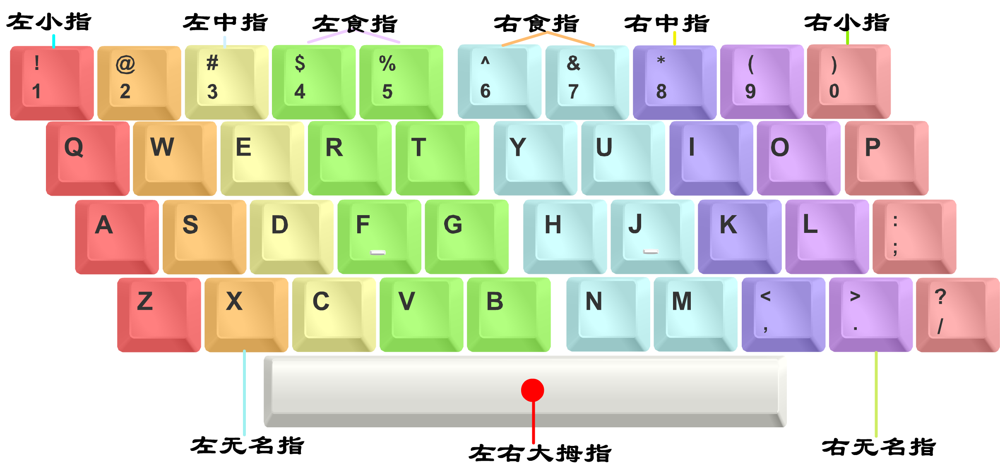 左小指 左中指 左食指 右食指 右中指 右小指
! @ # $ % ^ & * ( )
1 2 3 4 5 6 7 8 9 0
Q W E R T Y U I O P
A S D F G H J K L :
;
Z X C V B N M < > ?
, . /
左无名指 左右大拇指 右无名指